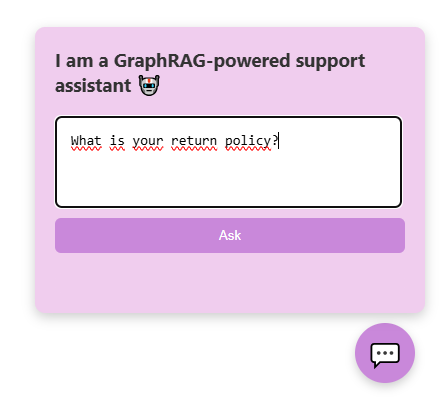 I am a GraphRAG-powered support
assistant 🤖
What is your return policy?
Ask